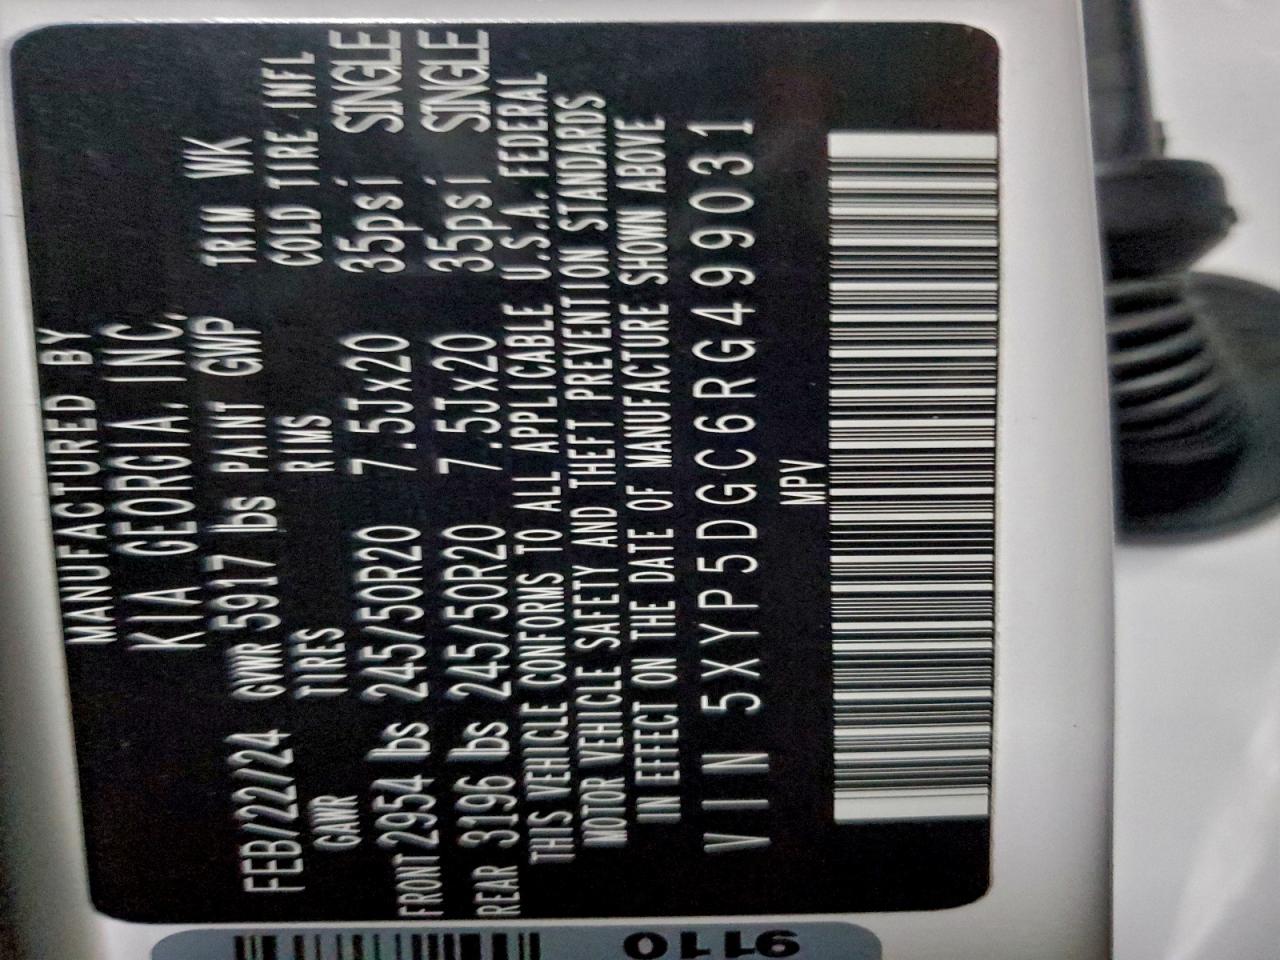 MANUFACTURED BY
KIA GEORGIA, INC.
FEB/22/24 GVWR 5917 lbs PAINT GWP TRIM WK
GAWR TIRES RIMS COLD TIRE INFL
FRONT 2954 lbs 245/50R20 7.5Jx20 35psi SINGLE
REAR 3196 lbs 245/50R20 7.5Jx20 35psi SINGLE
THIS VEHICLE CONFORMS TO ALL APPLICABLE U.S.A. FEDERAL
MOTOR VEHICLE SAFETY AND THEFT PREVENTION STANDARDS
IN EFFECT ON THE DATE OF MANUFACTURE SHOWN ABOVE
VIN 5XYP5DGC6RG499031
MPV
9110